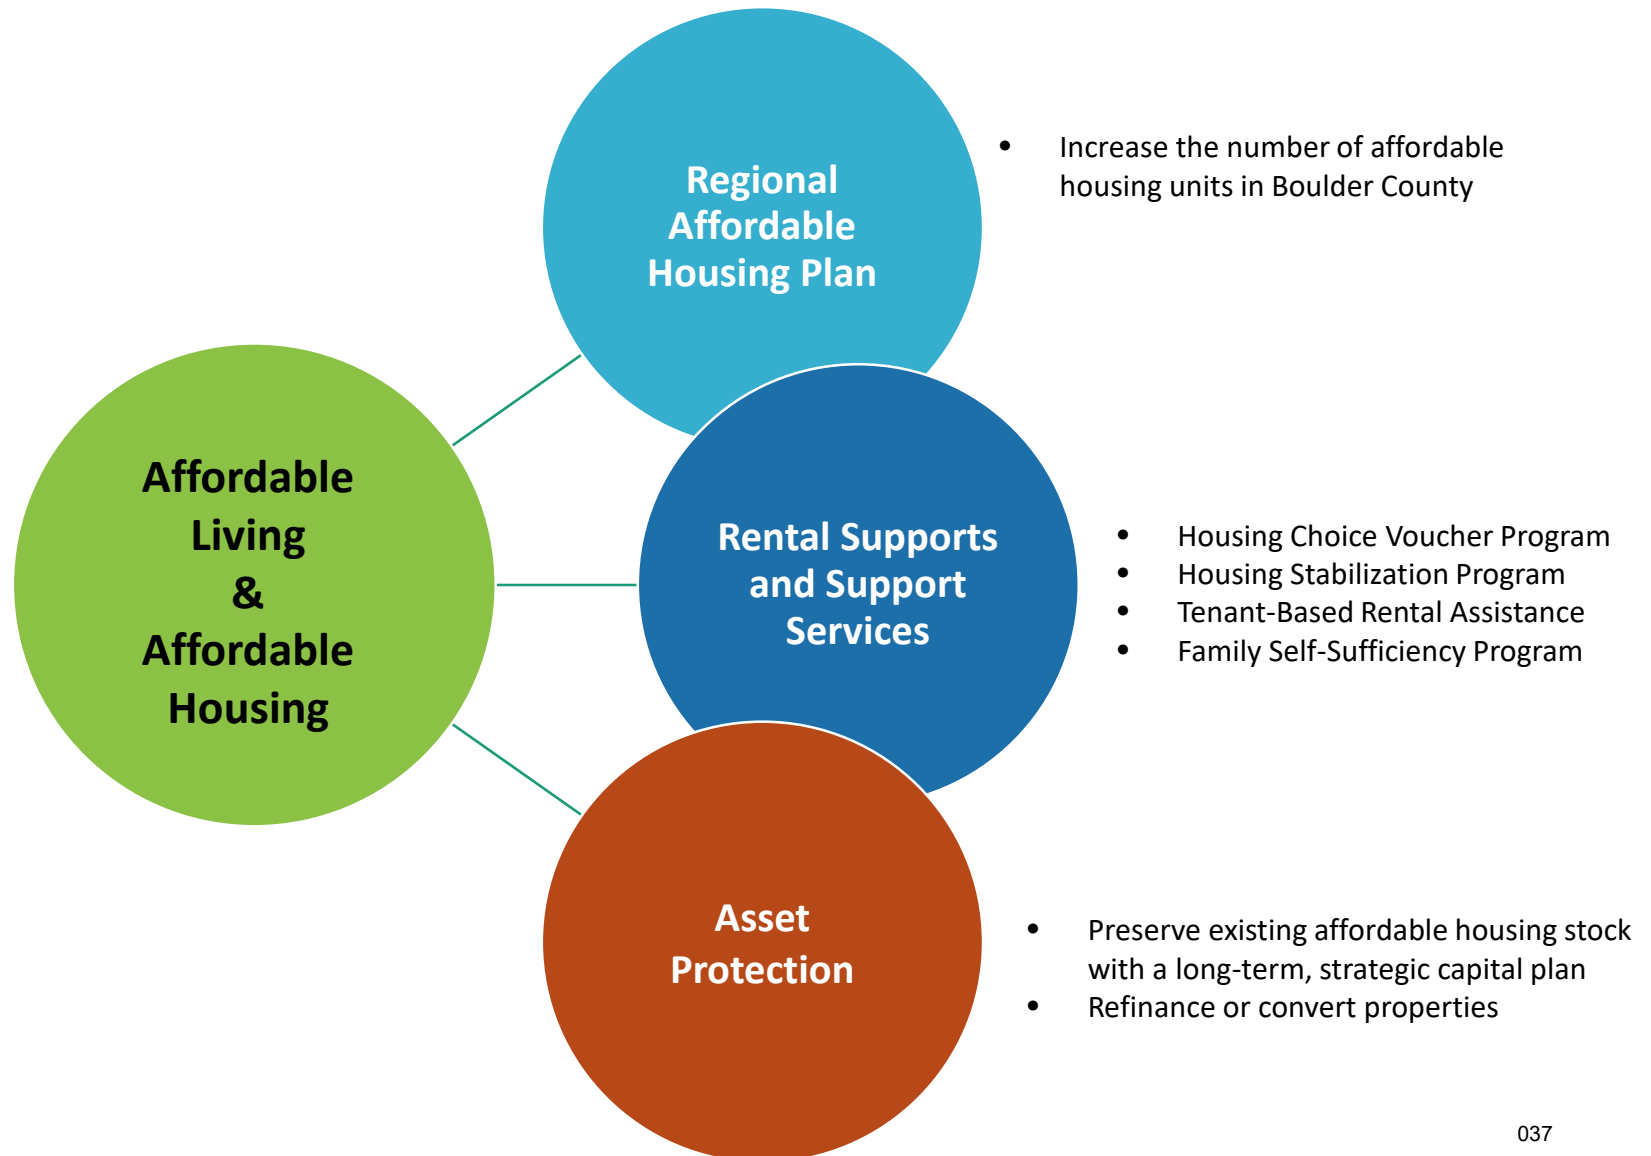 Regional
Affordable
Housing Plan
• Increase the number of affordable
housing units in Boulder County
Affordable
Living
&
Affordable
Housing
Rental Supports
and Support
Services
• Housing Choice Voucher Program
• Housing Stabilization Program
• Tenant-Based Rental Assistance
• Family Self-Sufficiency Program
Asset
Protection
• Preserve existing affordable housing stock
with a long-term, strategic capital plan
• Refinance or convert properties
037